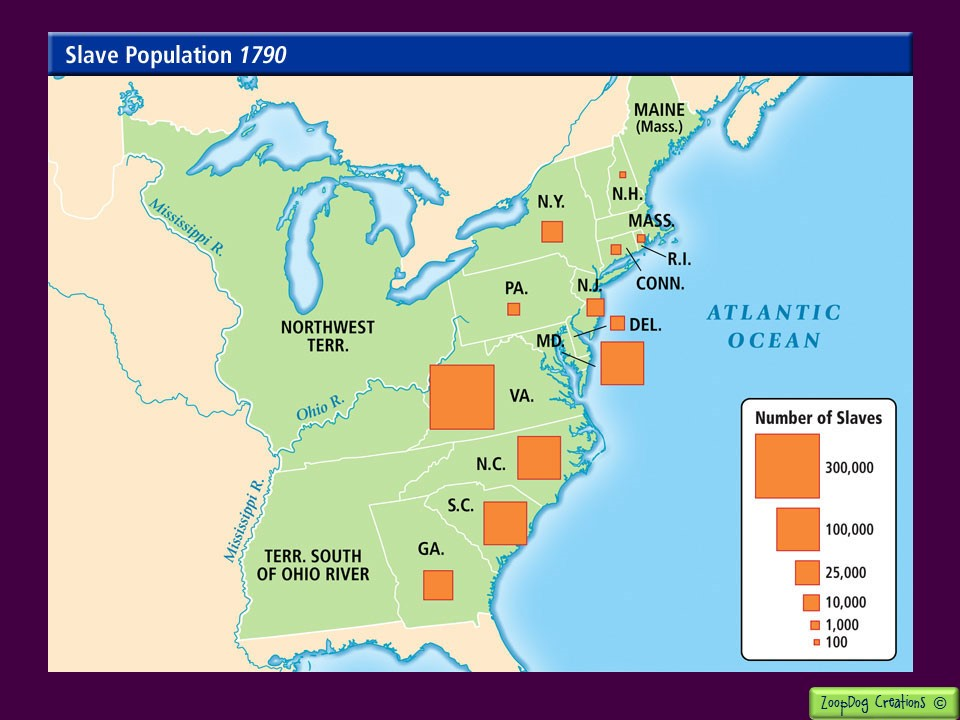 Slave Population 1790
MAINE
(Mass.)
N.H.
N.Y.
MASS.
Mississippi R.
R.I.
CONN.
PA.
N.J.
ATLANTIC
OCEAN
NORTHWEST
TERR.
DEL.
MD.
VA.
Ohio R.
N.C.
S.C.
Mississippi R.
GA.
TERR. SOUTH
OF OHIO RIVER
Number of Slaves
300,000
100,000
25,000
10,000
1,000
100
ZoopDog Creations ©